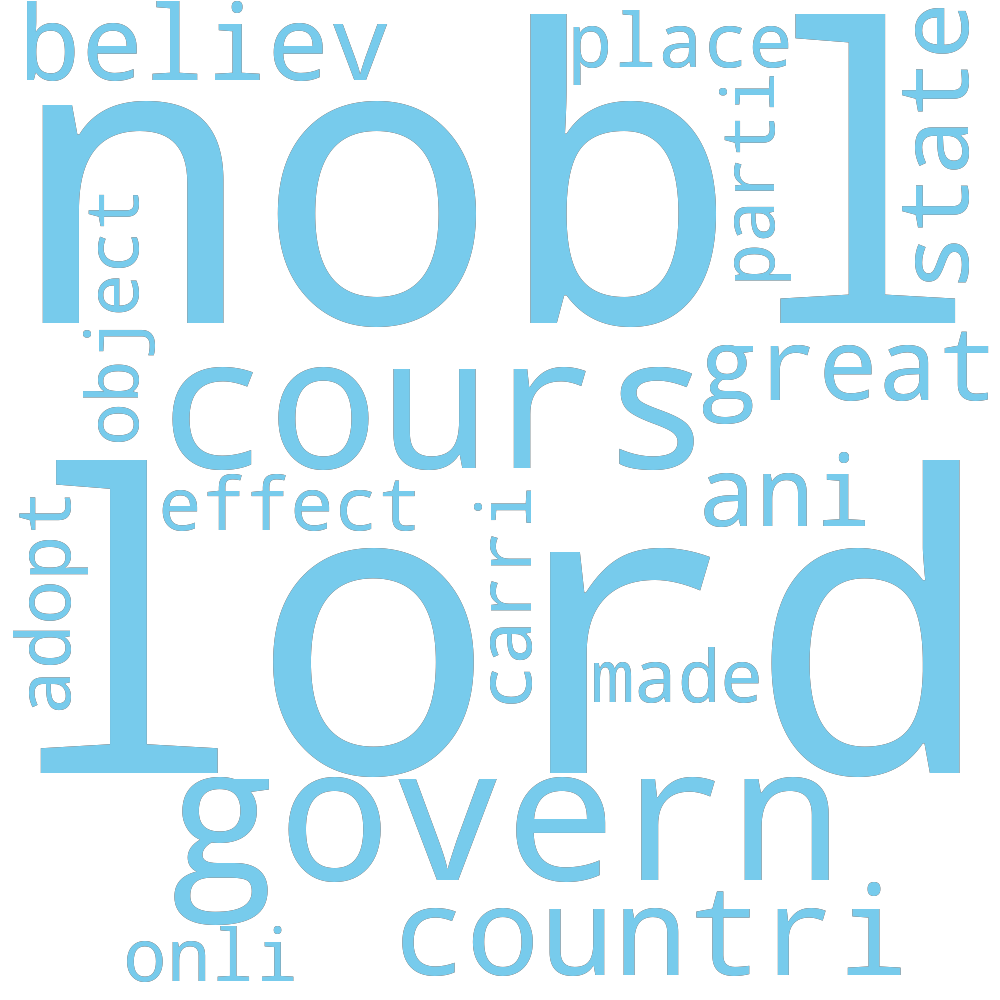 believ
place
state
parti
nobl
object
great
cours
effect
ani
adopt
carri
lord
made
govern
countri
onli